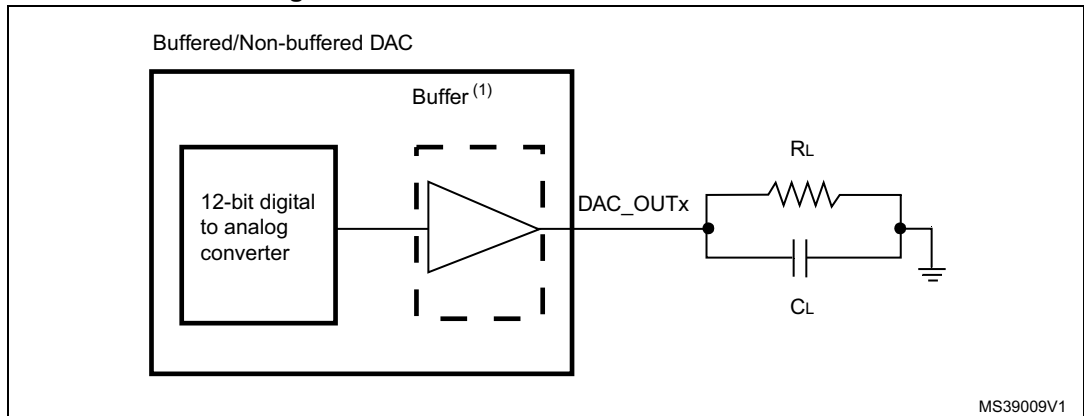 Buffered/Non-buffered DAC
Buffer (1)
12-bit digital
to analog
converter
DAC_OUTx
RL
CL
MS39009V1